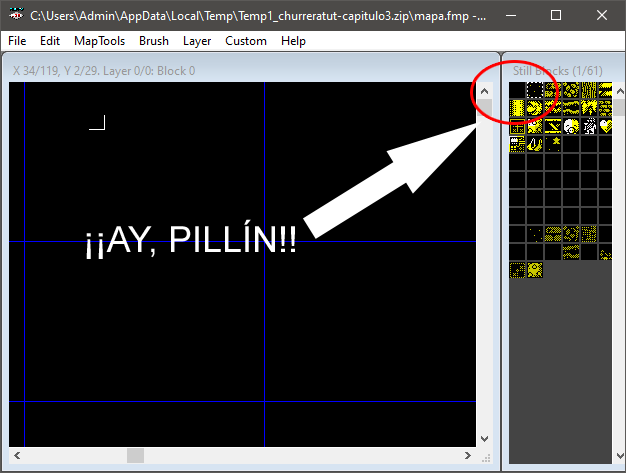 C:\Users\Admin\AppData\Local\Temp\Temp1_churreratut-capitulo3.zip\mapa.fmp -...
File Edit MapTools Brush Layer Custom Help
X 34/119, Y 2/29. Layer 0/0: Block 0
Still Blocks (1/61)
¡¡AY, PILLÍN!!